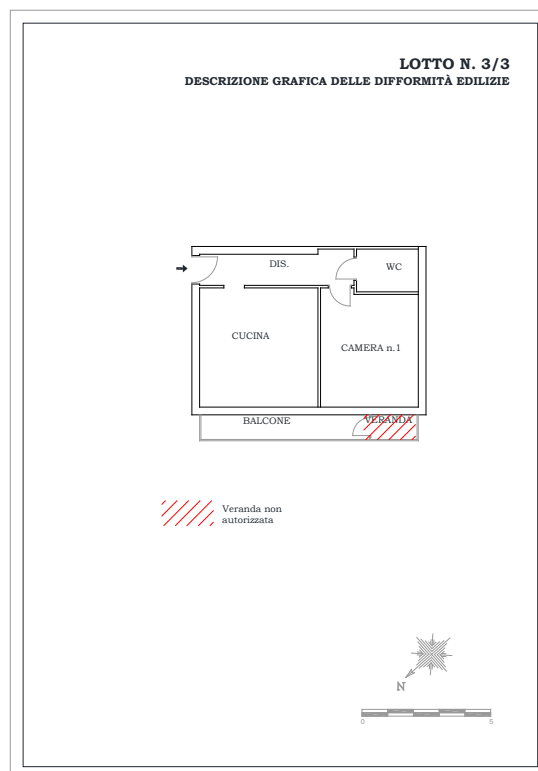 LOTTO N. 3/3
DESCRIZIONE GRAFICA DELLE DIFFORMITÀ EDILIZIE
DIS.
WC
CUCINA
CAMERA n.1
BALCONE
VERANDA
Veranda non
autorizzata
N
0 5